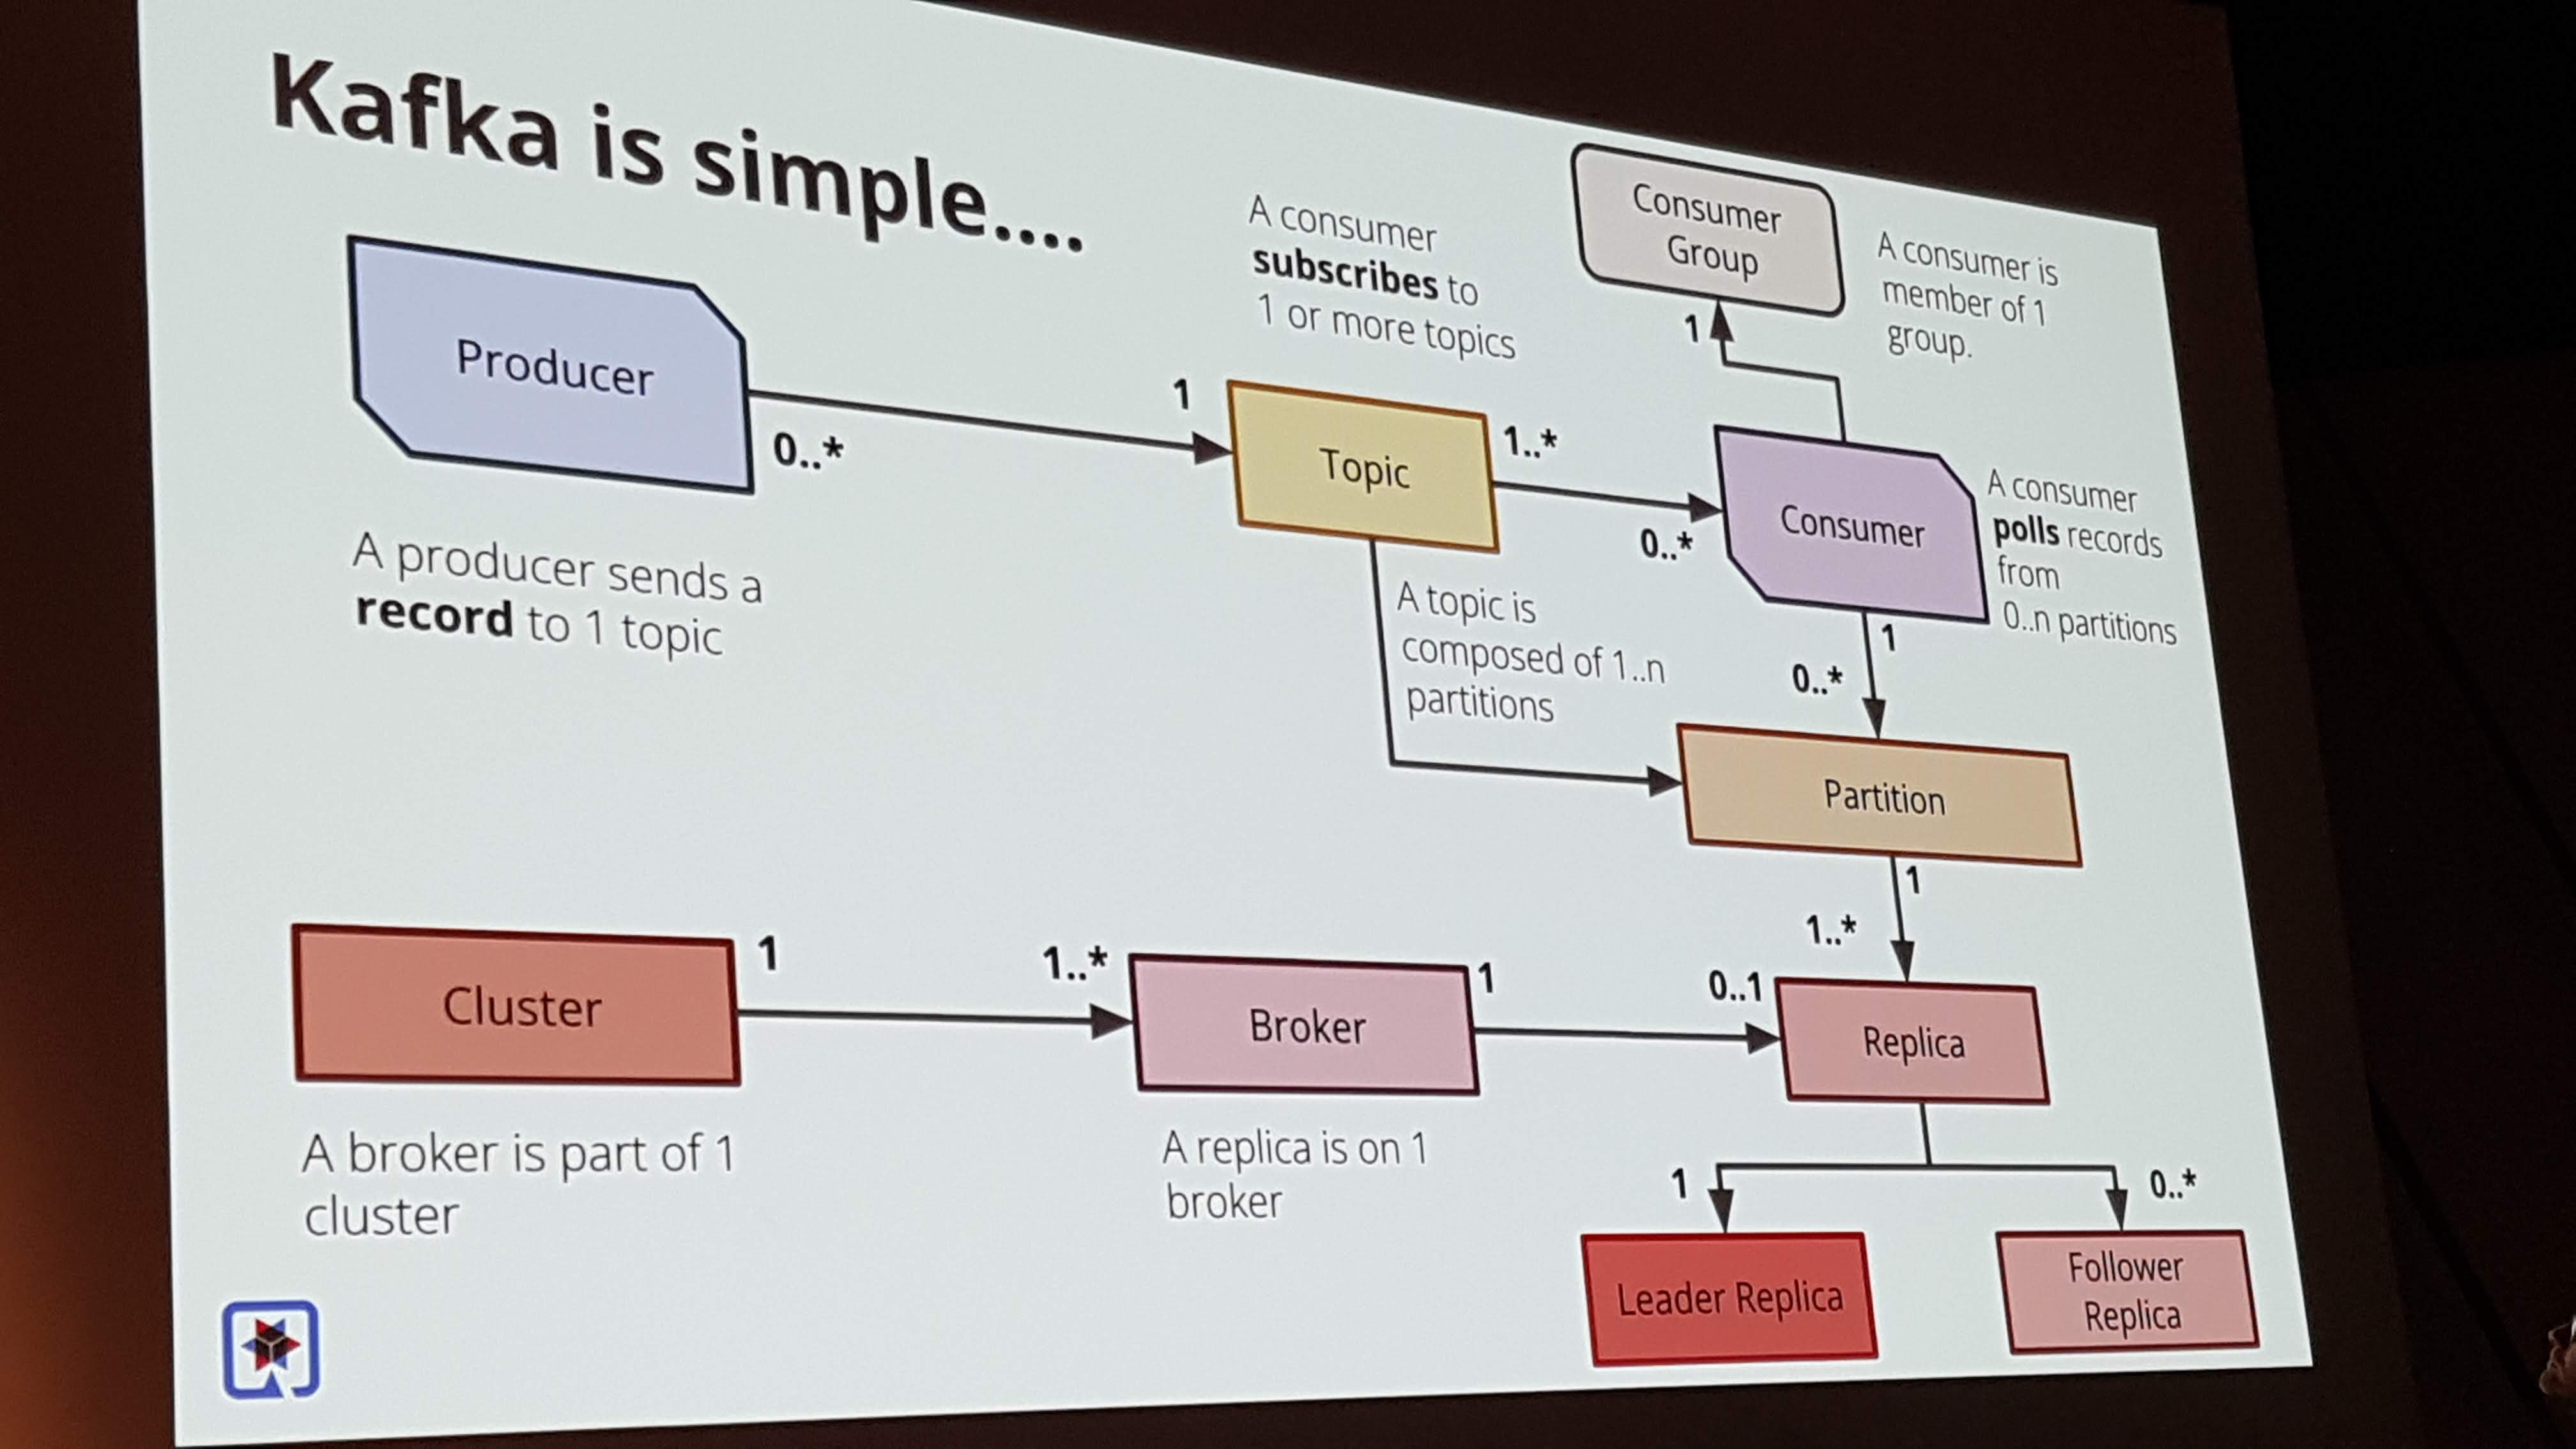 Kafka is simple....
Consumer
Group
A consumer
subscribes to
1 or more topics
A consumer is
member of 1
group.
1
Producer
0..*
1
Topic
1..*
0..*
Consumer
A consumer
polls records
from
0..n partitions
A producer sends a
record to 1 topic
A topic is
composed of 1..n
partitions
1
0..*
Partition
1
1..*
Cluster
1
1..*
Broker
1
0..1
Replica
A broker is part of 1
cluster
A replica is on 1
broker
1
0..*
Leader Replica
Follower
Replica